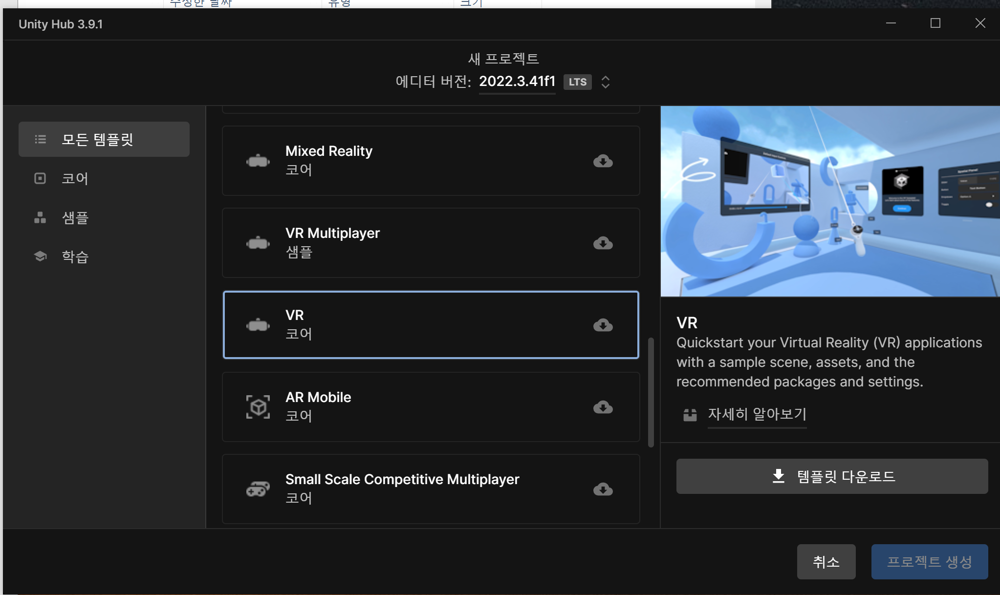 수정한 날짜
유형
크기
Unity Hub 3.9.1
새 프로젝트
에디터 버전: 2022.3.41f1 LTS
모든 템플릿
코어
샘플
학습
Mixed Reality
코어
VR Multiplayer
샘플
VR
코어
AR Mobile
코어
Small Scale Competitive Multiplayer
코어
VR
Quickstart your Virtual Reality (VR) applications
with a sample scene, assets, and the
recommended packages and settings.
자세히 알아보기
템플릿 다운로드
취소
프로젝트 생성